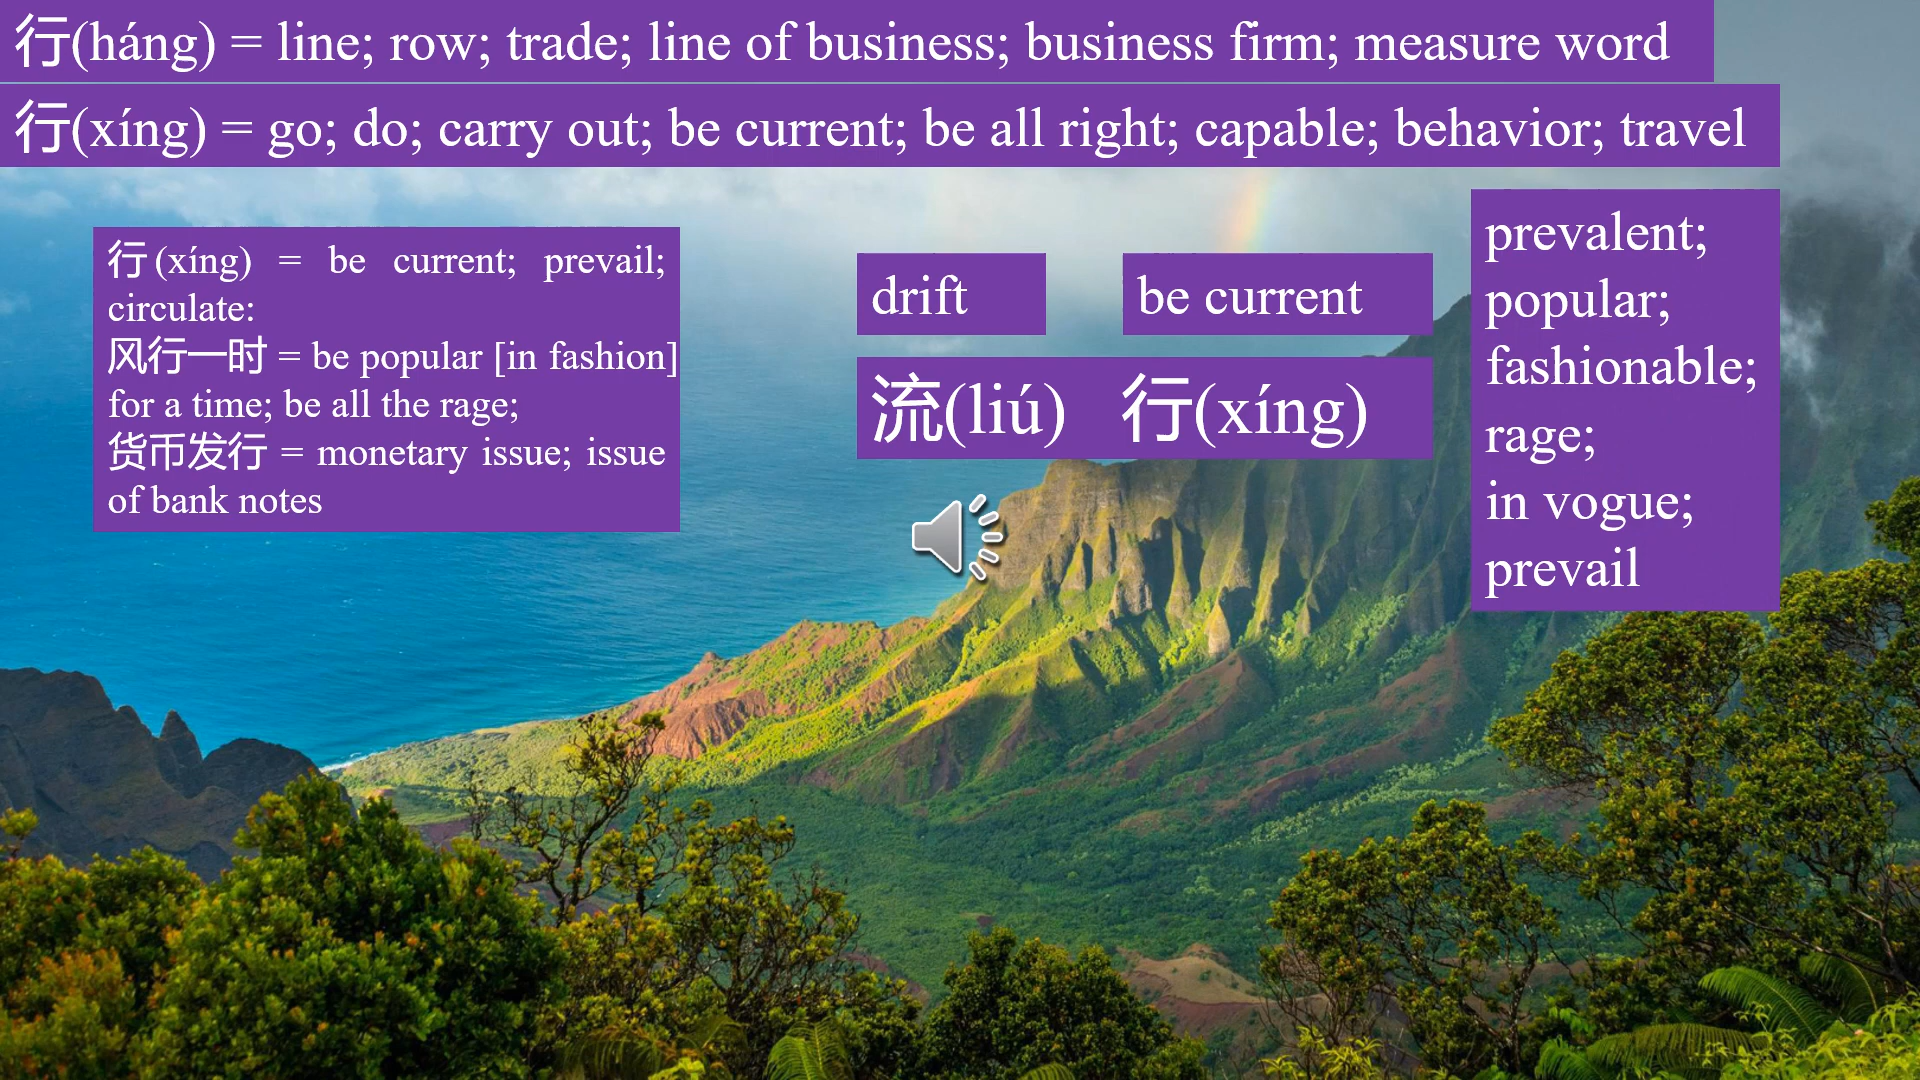 行(háng) = line; row; trade; line of business; business firm; measure word
行(xíng) = go; do; carry out; be current; be all right; capable; behavior; travel
行(xíng) = be current; prevail;
circulate:
风行一时 = be popular [in fashion]
for a time; be all the rage;
货币发行 = monetary issue; issue
of bank notes
drift
be current
流(liú) 行(xíng)
prevalent;
popular;
fashionable;
rage;
in vogue;
prevail